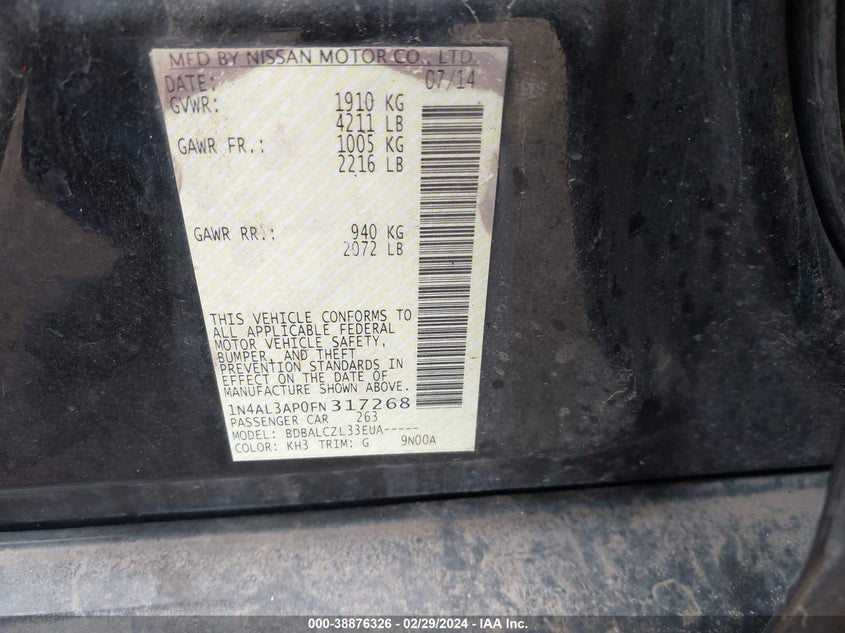 MFD BY NISSAN MOTOR CO., LTD.
DATE: 07/14
GVWR: 1910 KG
4211 LB
GAWR FR.: 1005 KG
2216 LB
GAWR RR.: 940 KG
2072 LB
THIS VEHICLE CONFORMS TO
ALL APPLICABLE FEDERAL
MOTOR VEHICLE SAFETY,
BUMPER, AND THEFT
PREVENTION STANDARDS IN
EFFECT ON THE DATE OF
MANUFACTURE SHOWN ABOVE.
1N4AL3AP0FN317268
PASSENGER CAR 263
MODEL: BDBALCZL33EUA-----
COLOR: KH3 TRIM: G 9N00A
000-38876326 - 02/29/2024 - IAA Inc.